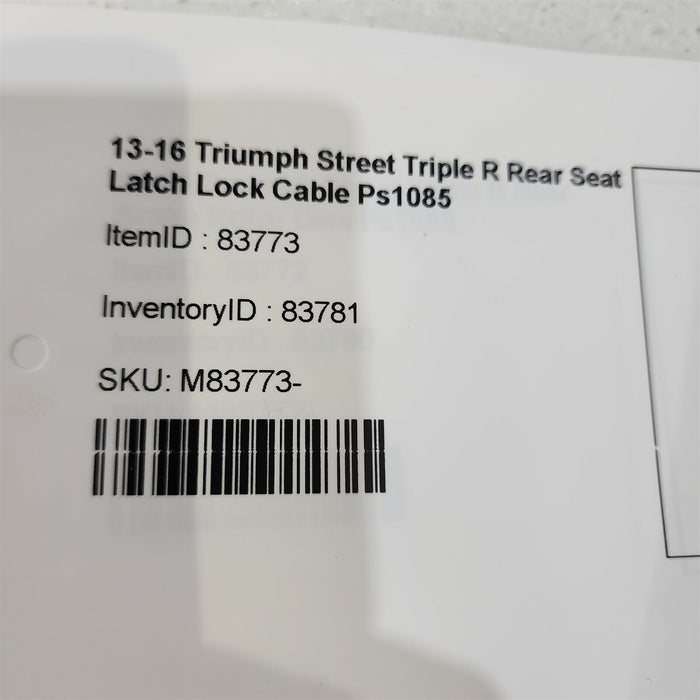 13-16 Triumph Street Triple R Rear Seat
Latch Lock Cable Ps1085
ItemID : 83773
InventoryID : 83781
SKU: M83773-